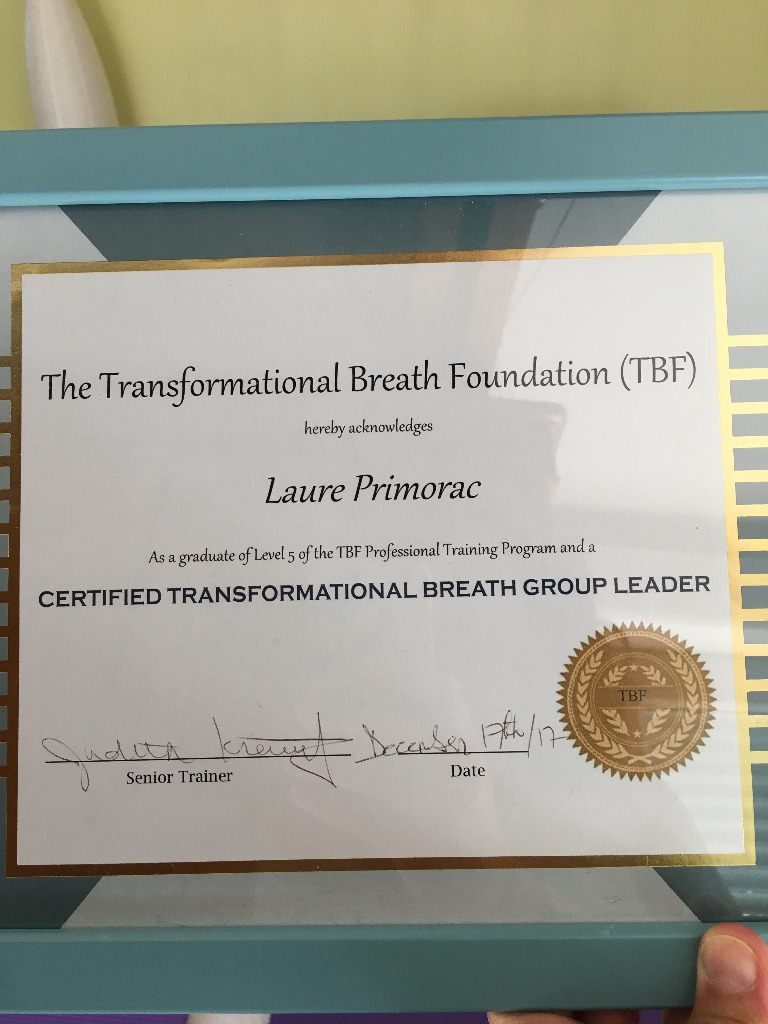 The Transformational Breath Foundation (TBF)
hereby acknowledges
Laure Primorac
As a graduate of Level 5 of the TBF Professional Training Program and a
CERTIFIED TRANSFORMATIONAL BREATH GROUP LEADER
TBF
Judith December 17th/17
Senior Trainer Date